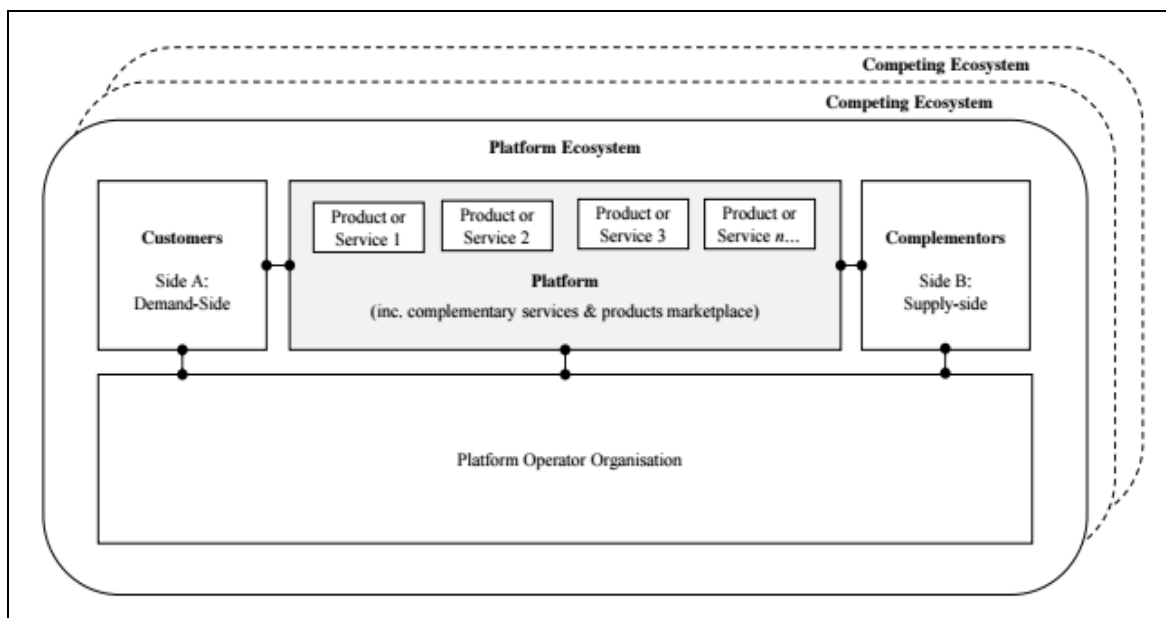 Competing Ecosystem
Competing Ecosystem
Platform Ecosystem
Customers
Side A:
Demand-Side
Product or
Service 1
Product or
Service 2
Product or
Service 3
Product or
Service n...
Platform
(inc. complementary services & products marketplace)
Complementors
Side B:
Supply-side
Platform Operator Organisation